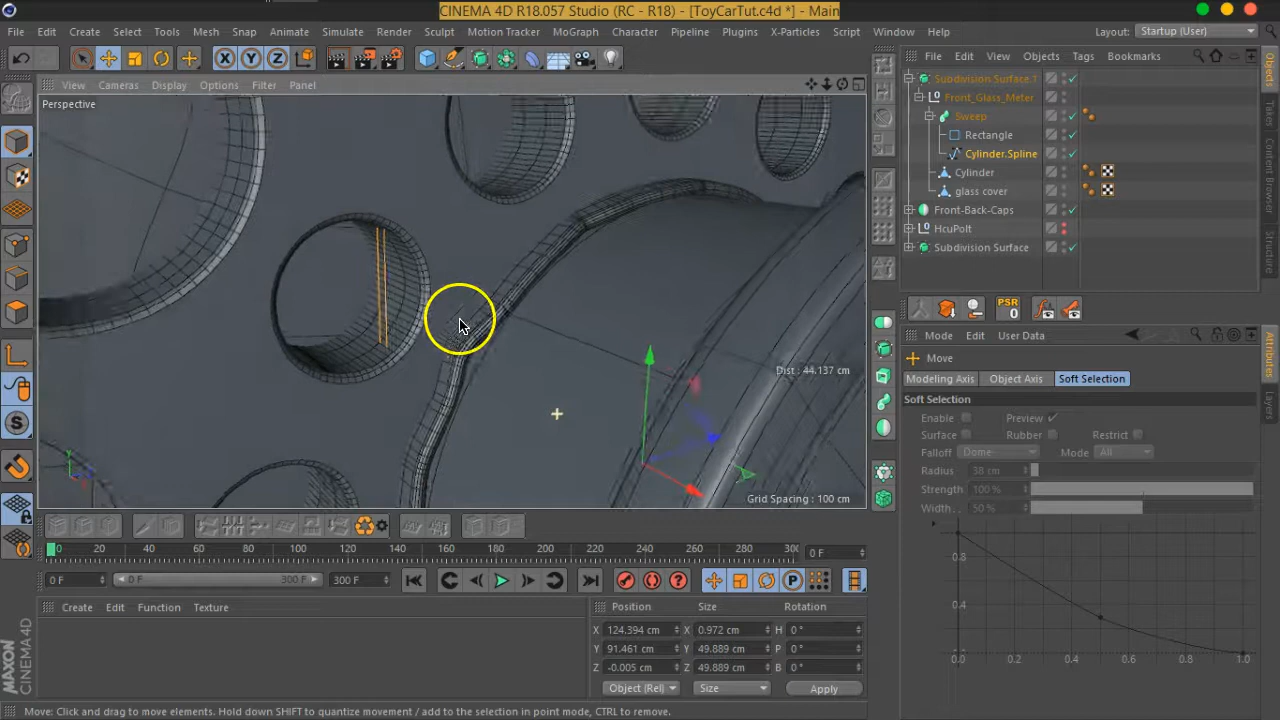 CINEMA 4D R18.057 Studio (RC - R18) - [ToyCarTut.c4d *] - Main
File Edit Create Select Tools Mesh Snap Animate Simulate Render Sculpt Motion Tracker MoGraph Character Pipeline Plugins X-Particles Script Window Help Layout: Startup (User)
View Cameras Display Options Filter Panel
File Edit View Objects Tags Bookmarks
Perspective
Subdivision Surface.1
Front_Glass_Meter
Sweep
Rectangle
Cylinder.Spline
Cylinder
glass cover
Front-Back-Caps
HcuPolt
Subdivision Surface
Objects
Takes
Content Browser
Structure
PSR
0
Mode Edit User Data
Move
Modeling Axis Object Axis Soft Selection
Soft Selection
Enable Preview
Surface Rubber Restrict
Falloff Dome Mode All
Radius 38 cm
Strength 100 %
Width . . 50 %
0.8
0.4
0.0 0.2 0.4 0.6 0.8 1.0
Attributes
Layers
Dist : 44.137 cm
Grid Spacing : 100 cm
0 20 40 60 80 100 120 140 160 180 200 220 240 260 280 300 0 F
0 F 0 F 300 F 300 F
Create Edit Function Texture
Position Size Rotation
X 124.394 cm X 0.972 cm H 0 °
Y 91.461 cm Y 49.889 cm P 0 °
Z -0.005 cm Z 49.889 cm B 0 °
Object (Rel) Size Apply
MAXON
CINEMA 4D
Move: Click and drag to move elements. Hold down SHIFT to quantize movement / add to the selection in point mode, CTRL to remove.